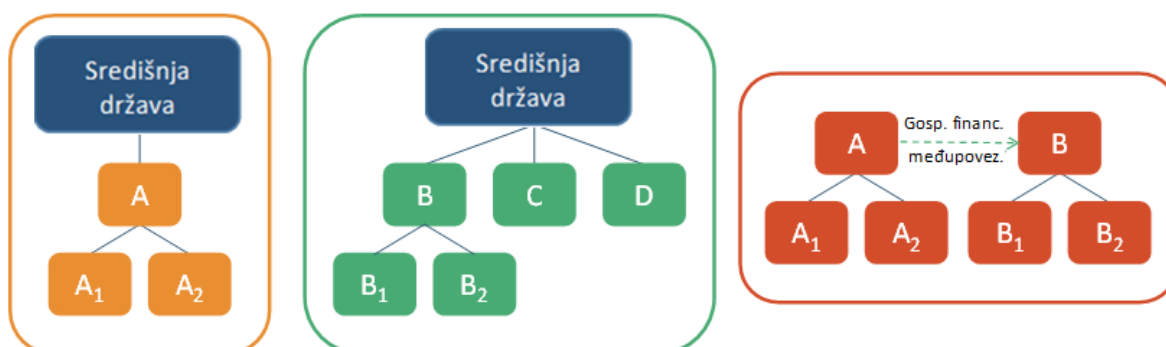 Središnja
država
A
A₁ A₂
Središnja
država
B C D
B₁ B₂
A Gosp. financ. B
međupovez.
A₁ A₂ B₁ B₂